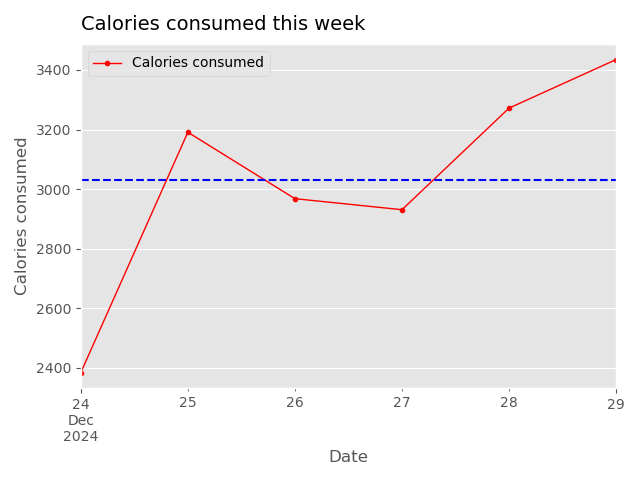 Calories consumed this week
Calories consumed
3400
3200
3000
2800
2600
2400
Calories consumed
24
Dec
2024
25
26
27
28
29
Date